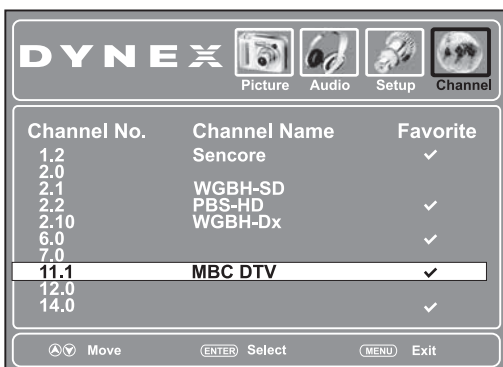 DYNEX
Picture Audio Setup Channel
Channel No. Channel Name Favorite
1.2 Sencore ✓
2.0
2.1 WGBH-SD
2.2 PBS-HD ✓
2.10 WGBH-Dx
6.0 ✓
7.0
11.1 MBC DTV ✓
12.0
14.0 ✓
Move ENTER Select MENU Exit